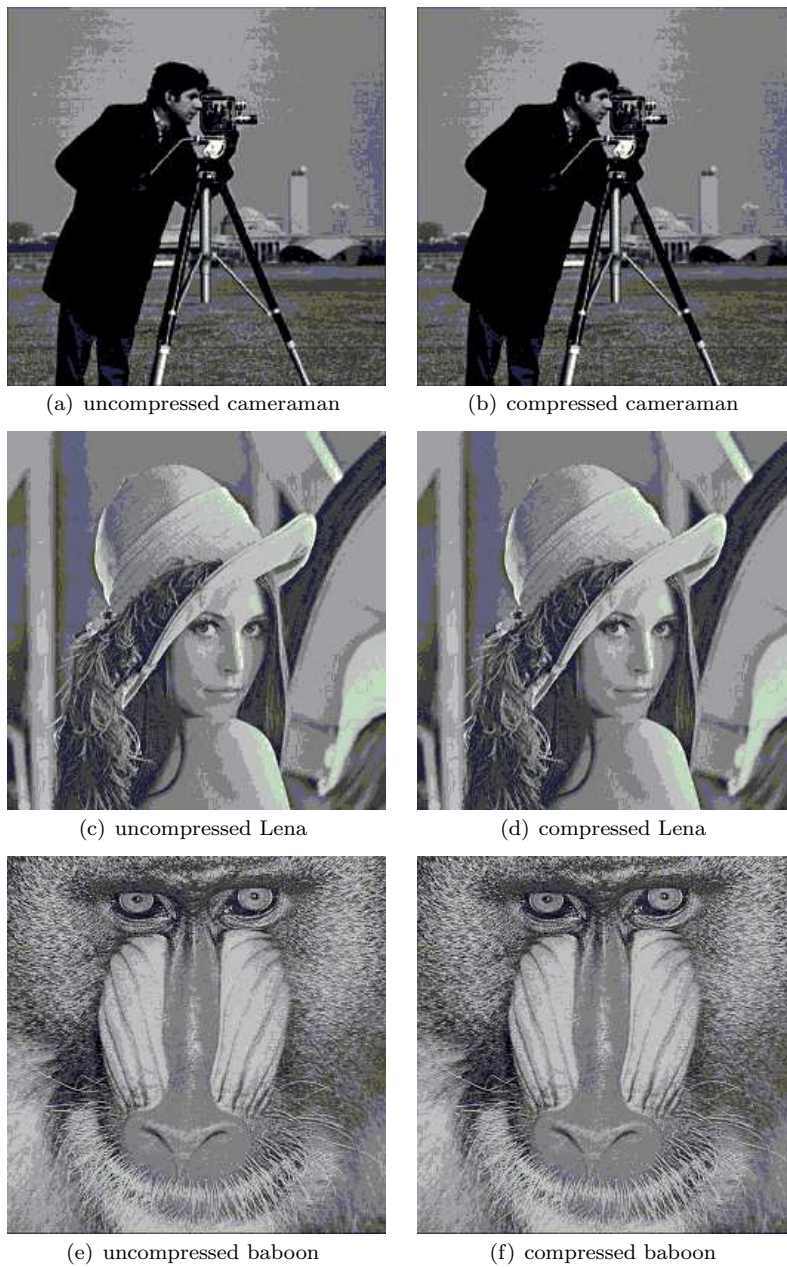 (a) uncompressed cameraman
(b) compressed cameraman
(c) uncompressed Lena
(d) compressed Lena
(e) uncompressed baboon
(f) compressed baboon